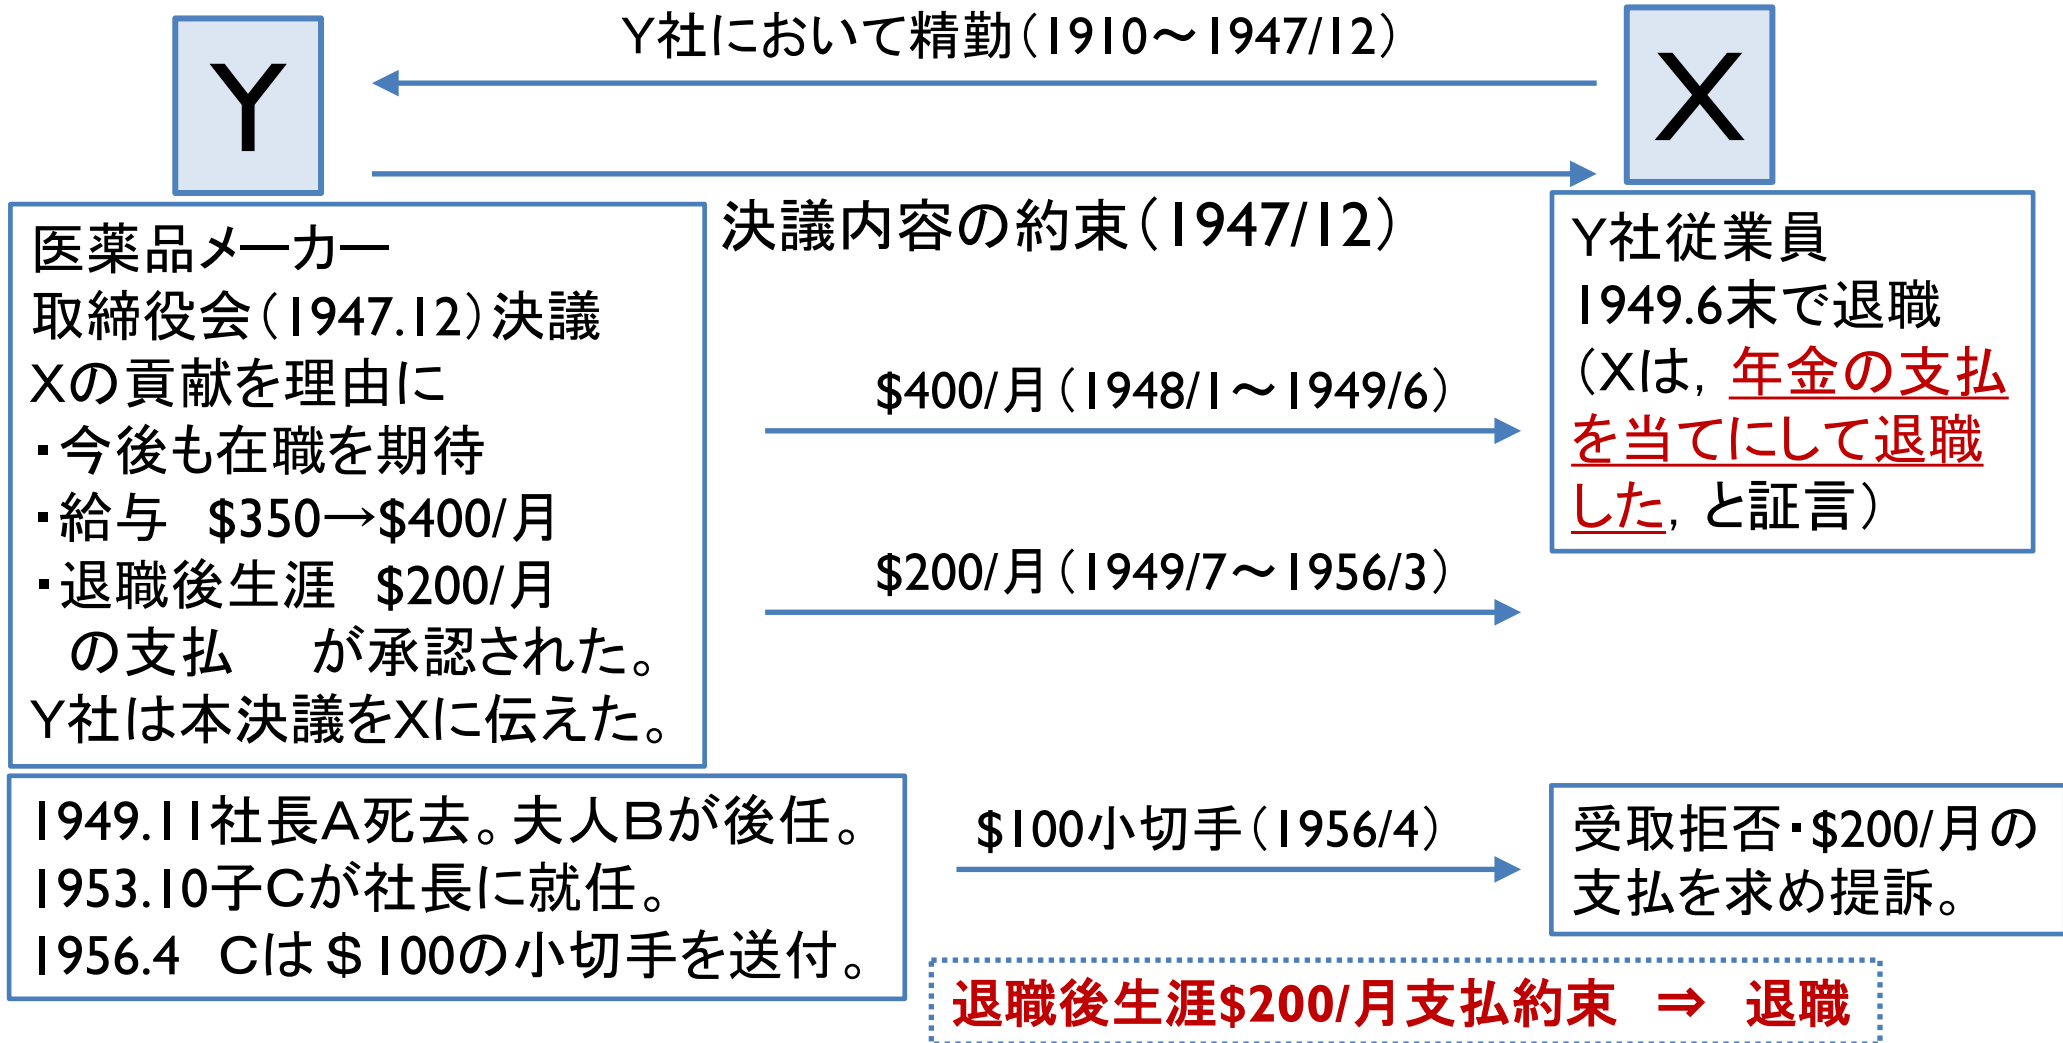 Y社において精勤（1910～1947/12）
Y
X
決議内容の約束（1947/12）
医薬品メーカー
取締役会（1947.12）決議
Xの貢献を理由に
・今後も在職を期待
・給与　$350→$400/月
・退職後生涯　$200/月
の支払　が承認された。
Y社は本決議をXに伝えた。
$400/月（1948/1～1949/6）
$200/月（1949/7～1956/3）
Y社従業員
1949.6末で退職
（Xは，年金の支払
を当てにして退職
した，と証言）
1949.11社長A死去。夫人Bが後任。
1953.10子Cが社長に就任。
1956.4　Cは＄100の小切手を送付。
$100小切手（1956/4）
受取拒否・$200/月の
支払を求め提訴。
退職後生涯$200/月支払約束　⇒　退職